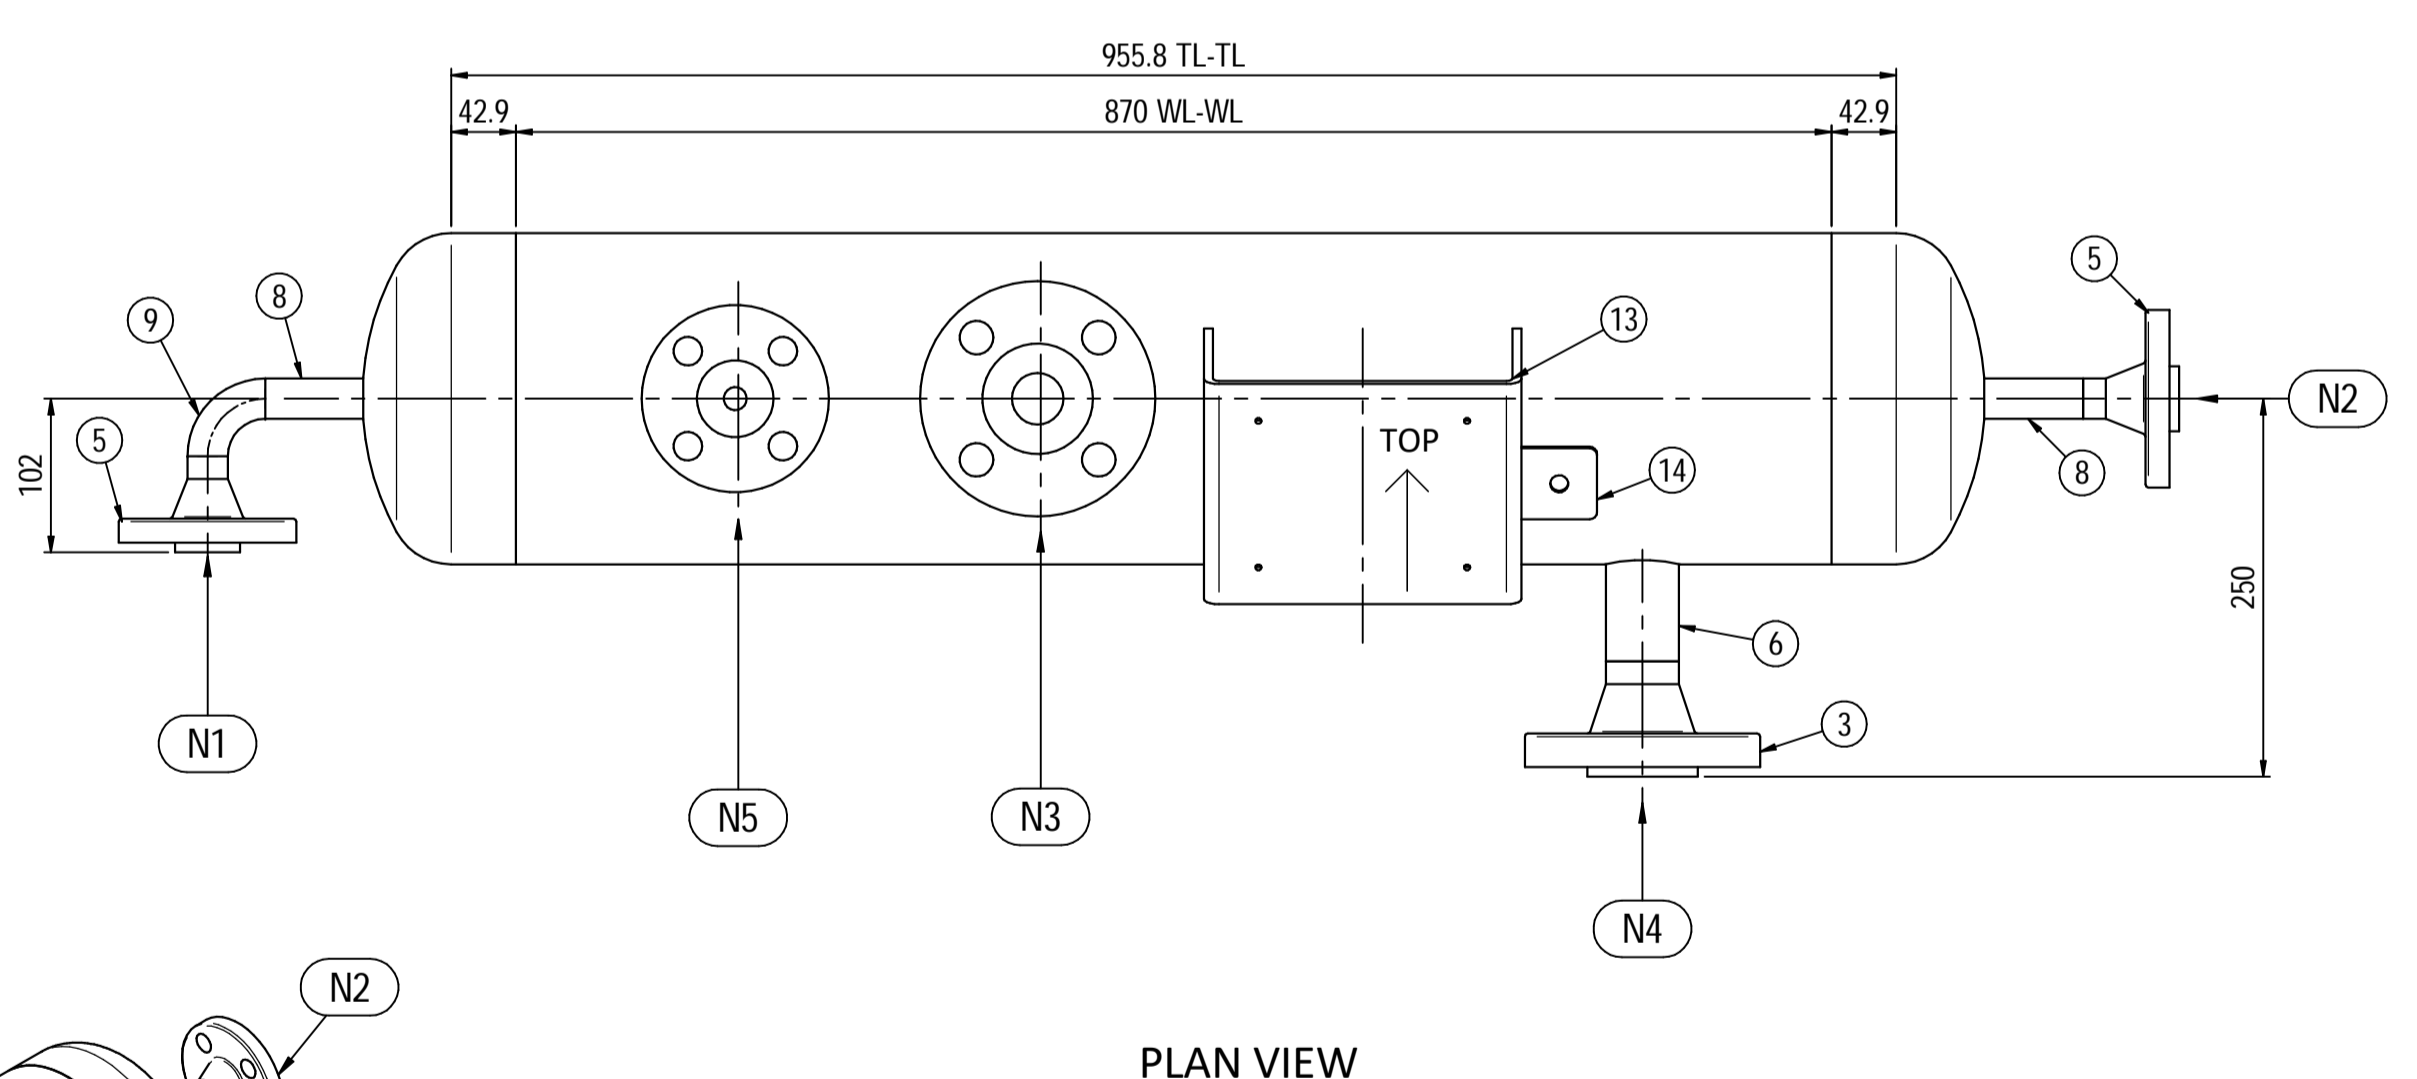 955.8 TL-TL
42.9
870 WL-WL
42.9
5
8
9
13
N2
5
TOP
14
8
102
250
6
3
N1
N5
N3
N4
N2
PLAN VIEW